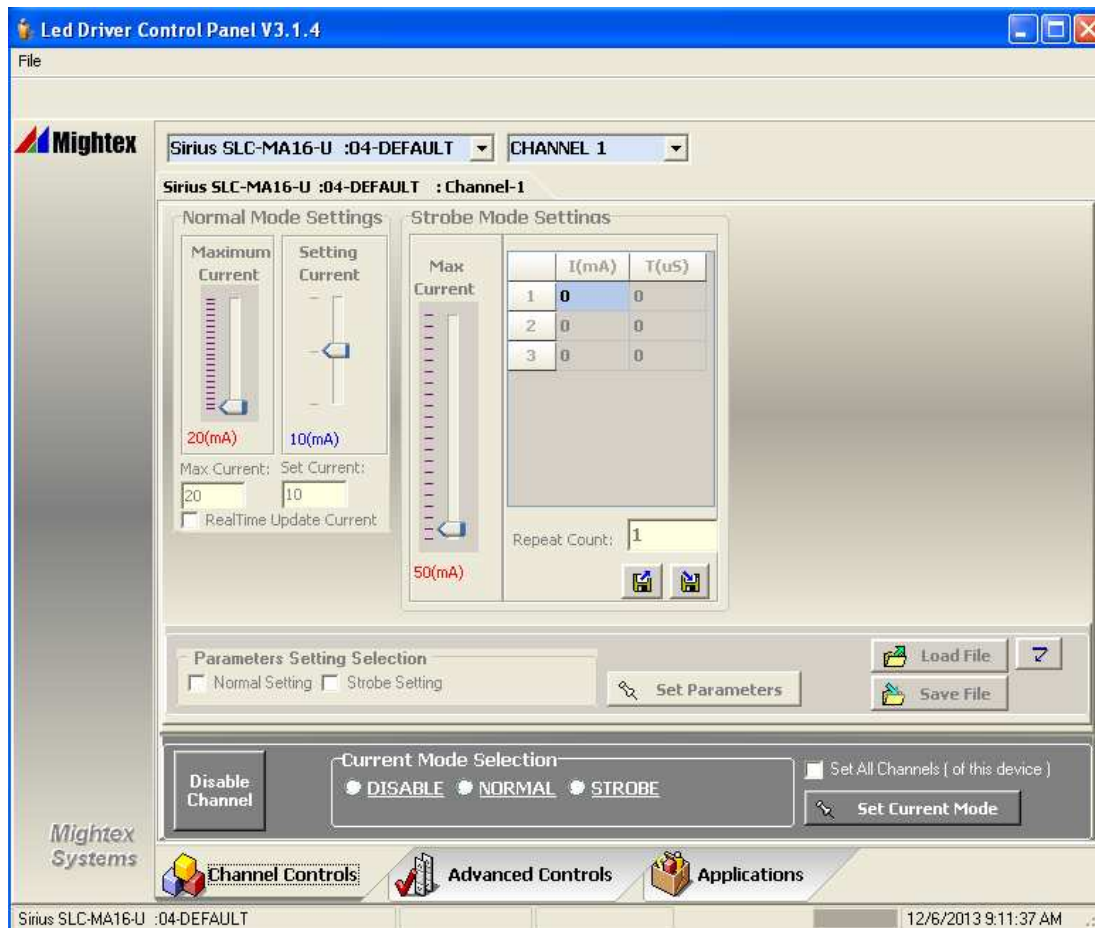 Led Driver Control Panel V3.1.4
File
Mightex
Sirius SLC-MA16-U :04-DEFAULT CHANNEL 1
Sirius SLC-MA16-U :04-DEFAULT : Channel-1
Normal Mode Settings
Maximum Current
20(mA)
Setting Current
10(mA)
Max Current: Set Current:
20 10
RealTime Update Current
Strobe Mode Settings
Max Current
50(mA)
I(mA) T(uS)
1 0 0
2 0 0
3 0 0
Repeat Count: 1
Parameters Setting Selection
Normal Setting Strobe Setting
Set Parameters
Load File
Save File
Disable Channel
Current Mode Selection
DISABLE NORMAL STROBE
Set All Channels ( of this device )
Set Current Mode
Mightex
Systems
Channel Controls Advanced Controls Applications
Sirius SLC-MA16-U :04-DEFAULT 12/6/2013 9:11:37 AM